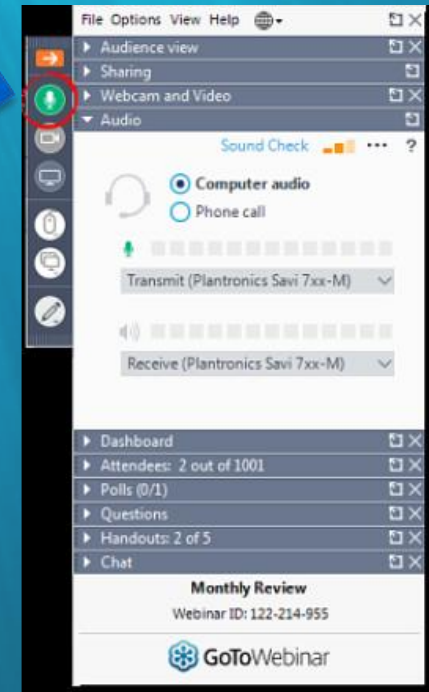 File Options View Help
Audience view
Sharing
Webcam and Video
Audio
Sound Check ... ?
Computer audio
Phone call
Transmit (Plantronics Savi 7xx-M)
Receive (Plantronics Savi 7xx-M)
Dashboard
Attendees: 2 out of 1001
Polls (0/1)
Questions
Handouts: 2 of 5
Chat
Monthly Review
Webinar ID: 122-214-955
GoToWebinar